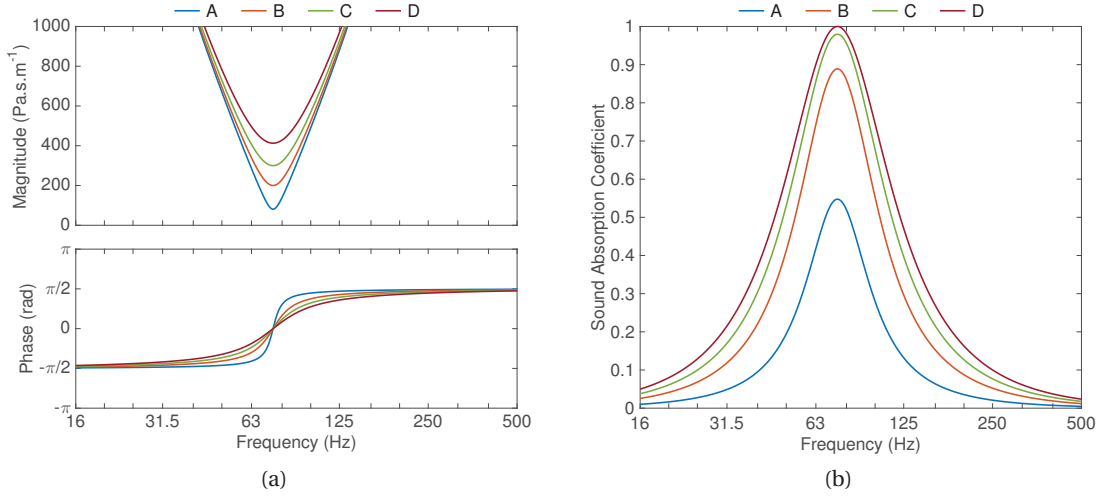 A B C D
Magnitude (Pa.s.m⁻¹)
1000
800
600
400
200
0
Phase (rad)
π
π/2
0
-π/2
-π
16 31.5 63 125 250 500
Frequency (Hz)
(a)
A B C D
Sound Absorption Coefficient
1
0.9
0.8
0.7
0.6
0.5
0.4
0.3
0.2
0.1
0
16 31.5 63 125 250 500
Frequency (Hz)
(b)